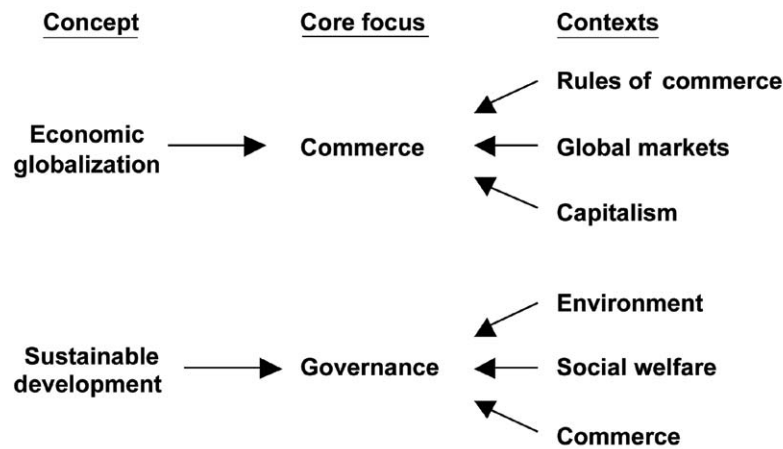 Concept Core focus Contexts
Rules of commerce
Economic
globalization
Commerce
Global markets
Capitalism
Environment
Sustainable
development
Governance
Social welfare
Commerce